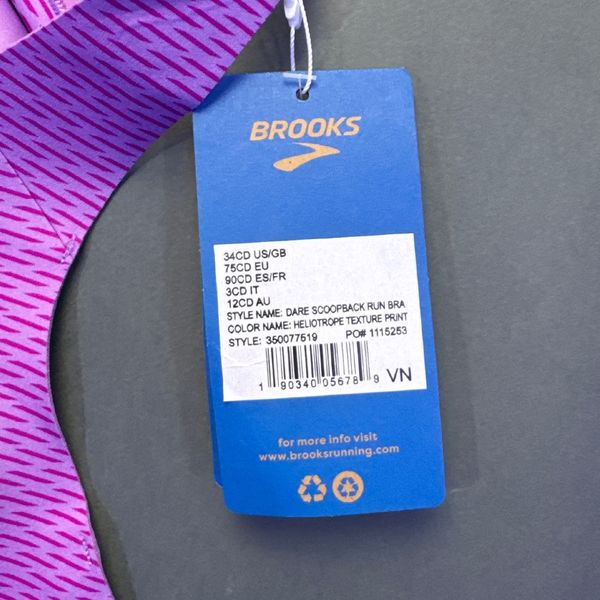 BROOKS
34CD US/GB
75CD EU
90CD ES/FR
3CD IT
12CD AU
STYLE NAME: DARE SCOOPBACK RUN BRA
COLOR NAME: HELIOTROPE TEXTURE PRINT
STYLE: 350077519 PO# 1115253
1 90340 05678 9 VN
for more info visit
www.brooksrunning.com